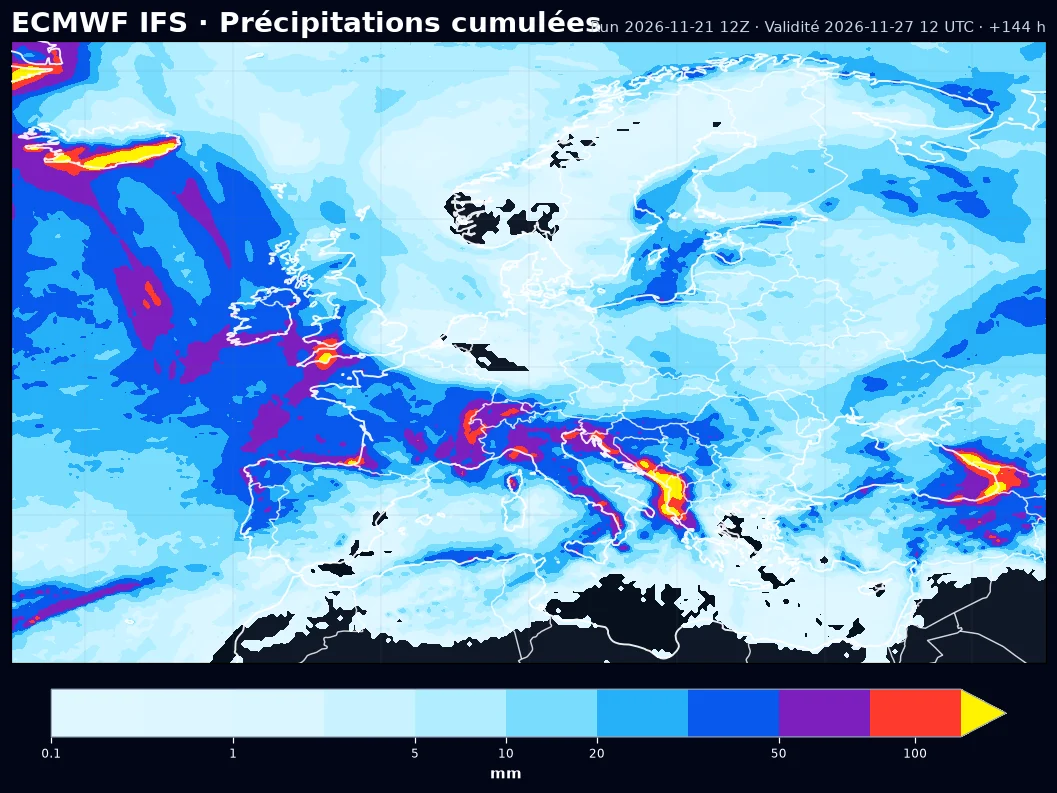 ECMWF IFS · Précipitations cumulées
Run 2026-11-21 12Z · Validité 2026-11-27 12 UTC · +144 h
0.1 1 5 10 20 50 100
mm